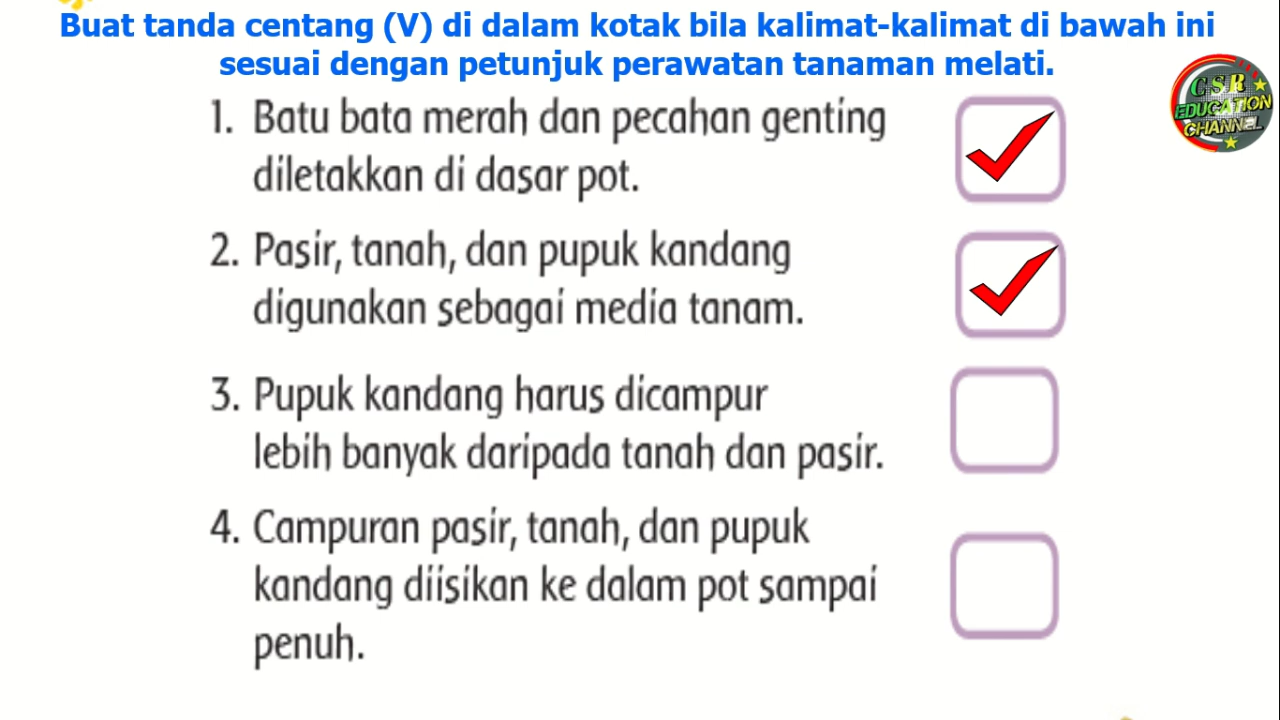 Buat tanda centang (V) di dalam kotak bila kalimat-kalimat di bawah ini
sesuai dengan petunjuk perawatan tanaman melati.
CSR
EDUCATION
CHANNEL
1. Batu bata merah dan pecahan genting
diletakkan di dasar pot.
2. Pasir, tanah, dan pupuk kandang
digunakan sebagai media tanam.
3. Pupuk kandang harus dicampur
lebih banyak daripada tanah dan pasir.
4. Campuran pasir, tanah, dan pupuk
kandang diisikan ke dalam pot sampai
penuh.